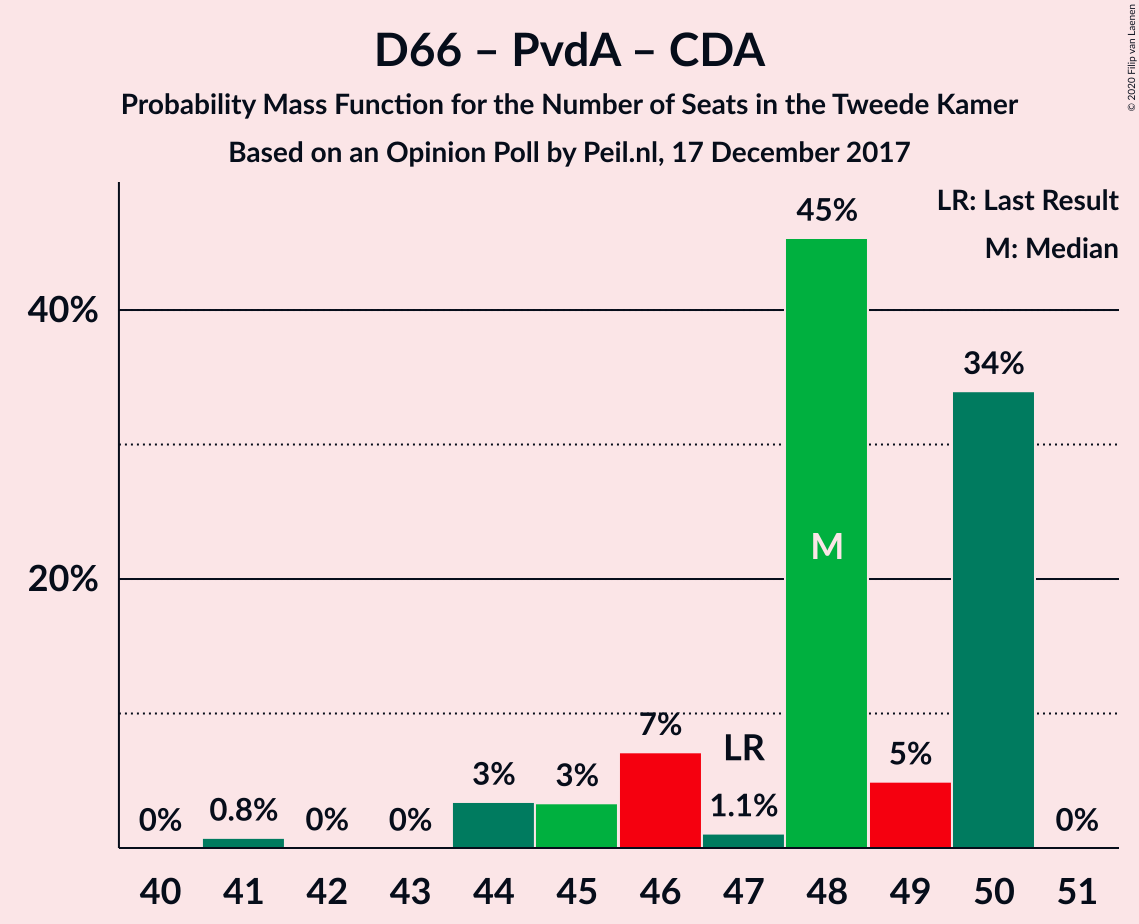 D66 – PvdA – CDA
Probability Mass Function for the Number of Seats in the Tweede Kamer
Based on an Opinion Poll by Peil.nl, 17 December 2017
© 2020 Filip van Laenen
LR: Last Result
M: Median
40%
20%
0%
0.8%
0%
0%
3%
3%
7%
LR
1.1%
45%
M
5%
34%
0%
40 41 42 43 44 45 46 47 48 49 50 51